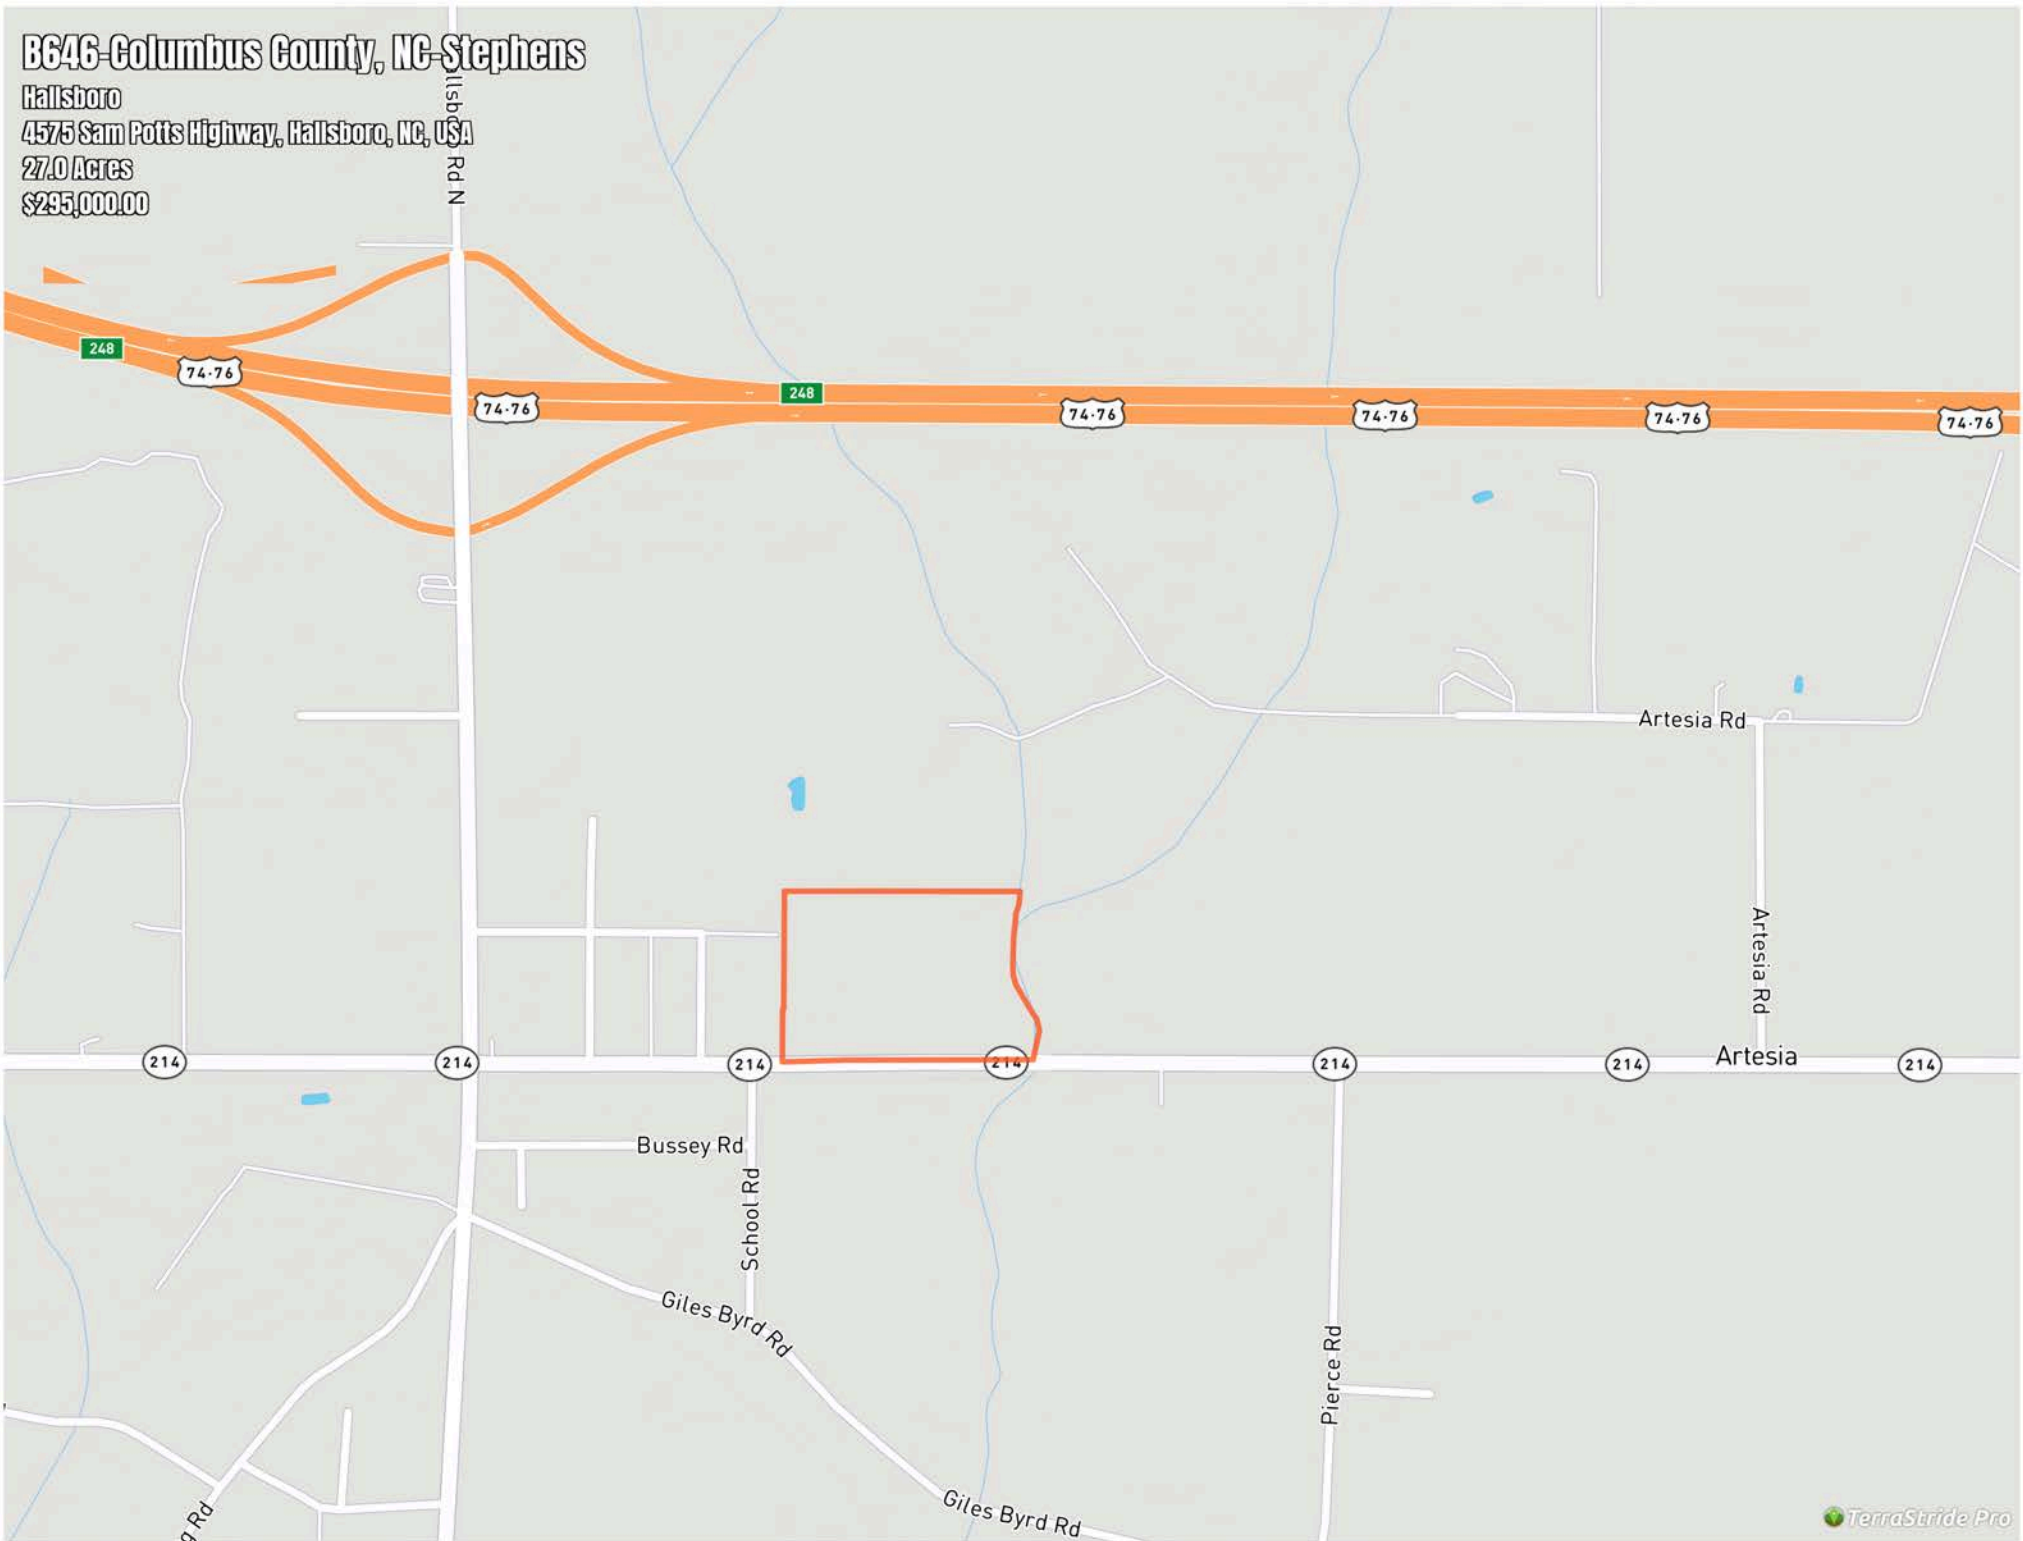 B646-Columbus County, NC-Stephens
Hallsboro
4575 Sam Potts Highway, Hallsboro, NC, USA
27.0 Acres
$295,000.00
allsboro Rd N
248
74·76
74·76
248
74·76
74·76
74·76
74·76
Artesia Rd
Artesia Rd
214
214
214
214
214
214
Artesia
214
Bussey Rd
School Rd
Giles Byrd Rd
Pierce Rd
Giles Byrd Rd
g Rd
TerraStride Pro